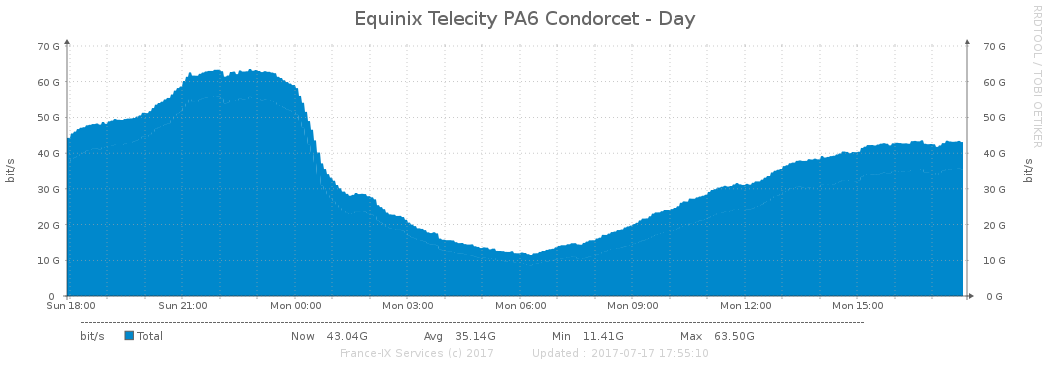 Equinix Telecity PA6 Condorcet - Day
RRDTOOL / TOBI OETIKER
bit/s
70 G
60 G
50 G
40 G
30 G
20 G
10 G
0
70 G
60 G
50 G
40 G
30 G
20 G
10 G
0 G
bit/s
Sun 18:00 Sun 21:00 Mon 00:00 Mon 03:00 Mon 06:00 Mon 09:00 Mon 12:00 Mon 15:00
bit/s Total Now 43.04G Avg 35.14G Min 11.41G Max 63.50G
France-IX Services (c) 2017 Updated : 2017-07-17 17:55:10